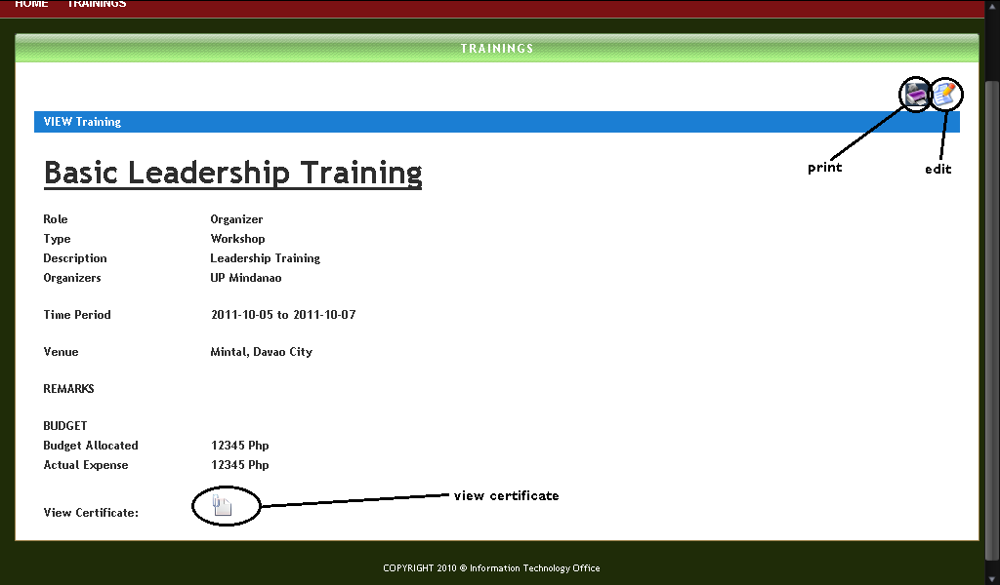 HOME TRAININGS
TRAININGS
VIEW Training
print
edit
Basic Leadership Training
Role Organizer
Type Workshop
Description Leadership Training
Organizers UP Mindanao
Time Period 2011-10-05 to 2011-10-07
Venue Mintal, Davao City
REMARKS
BUDGET
Budget Allocated 12345 Php
Actual Expense 12345 Php
View Certificate:
view certificate
COPYRIGHT 2010 © Information Technology Office